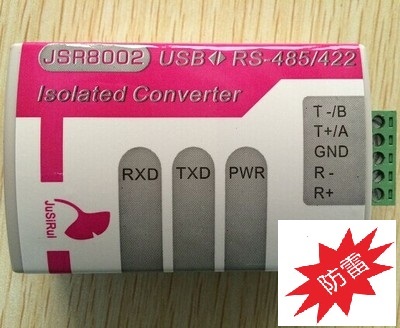 JSR8002 USB RS-485/422
Isolated Converter
RXD TXD PWR
T -/B
T+/A
GND
R -
R+
JuSiRui
防雷